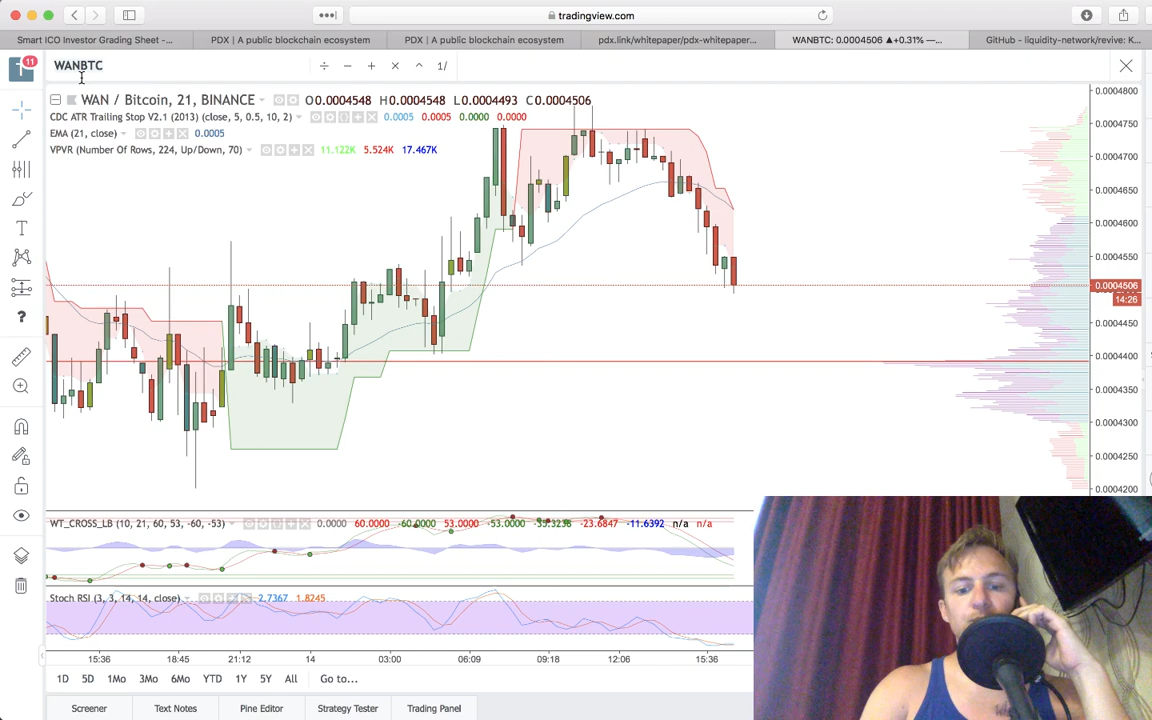 tradingview.com
Smart ICO Investor Grading Sheet -...
PDX | A public blockchain ecosystem
PDX | A public blockchain ecosystem
pdx.link/whitepaper/pdx-whitepaper...
WANBTC: 0.0004506 ▲+0.31% —...
GitHub - liquidity-network/revive: K...
T 11
WANBTC
÷ − + × ^ 1/
WAN / Bitcoin, 21, BINANCE O0.0004548 H0.0004548 L0.0004493 C0.0004506
CDC ATR Trailing Stop V2.1 (2013) (close, 5, 0.5, 10, 2) 0.0005 0.0005 0.0000 0.0000
EMA (21, close) 0.0005
VPVR (Number Of Rows, 224, Up/Down, 70) 11.122K 5.524K 17.467K
0.0004800
0.0004750
0.0004700
0.0004650
0.0004600
0.0004550
0.0004506
14:26
0.0004450
0.0004400
0.0004350
0.0004300
0.0004250
0.0004200
WT_CROSS_LB (10, 21, 60, 53, -60, -53) 0.0000 60.0000 -60.0000 53.0000 -53.0000 -35.3236 -23.6847 -11.6392 n/a n/a
Stoch RSI (3, 3, 14, 14, close) 2.7367 1.8245
15:36 18:45 21:12 14 03:00 06:09 09:18 12:06 15:36
1D 5D 1Mo 3Mo 6Mo YTD 1Y 5Y All Go to...
Screener Text Notes Pine Editor Strategy Tester Trading Panel